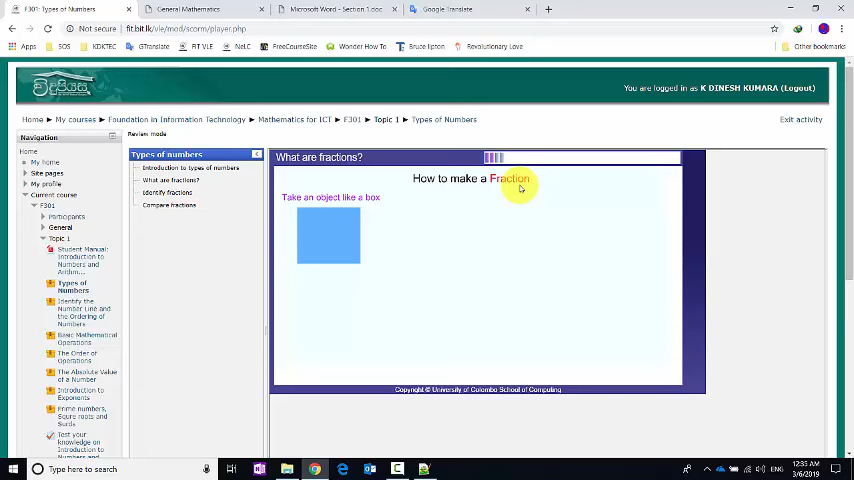 F301: Types of Numbers
General Mathematics
Microsoft Word - Section 1.doc
Google Translate
Not secure | fit.bit.lk/vle/mod/scorm/player.php
Apps
SOS
KDKTEC
GTranslate
FIT VLE
NeLC
FreeCourseSite
Wonder How To
Bruce lipton
Revolutionary Love
Other bookmarks
විද්‍යාපියස
You are logged in as K DINESH KUMARA (Logout)
Home ▶ My courses ▶ Foundation in Information Technology ▶ Mathematics for ICT ▶ F301 ▶ Topic 1 ▶ Types of Numbers
Exit activity
Navigation
Home
My home
Site pages
My profile
Current course
F301
Participants
General
Topic 1
Student Manual:
Introduction to
Numbers and
Arithm...
Types of
Numbers
Identify the
Number Line and
the Ordering of
Numbers
Basic Mathematical
Operations
The Order of
Operations
The Absolute Value
of a Number
Introduction to
Exponents
Prime numbers,
Squre roots and
Surds
Test your
knowledge on
Introduction to
Review mode
Types of numbers
Introduction to types of numbers
What are fractions?
Identify fractions
Compare fractions
What are fractions?
How to make a Fraction
Take an object like a box
Copyright © University of Colombo School of Computing
Type here to search
ENG
12:35 AM
3/6/2019